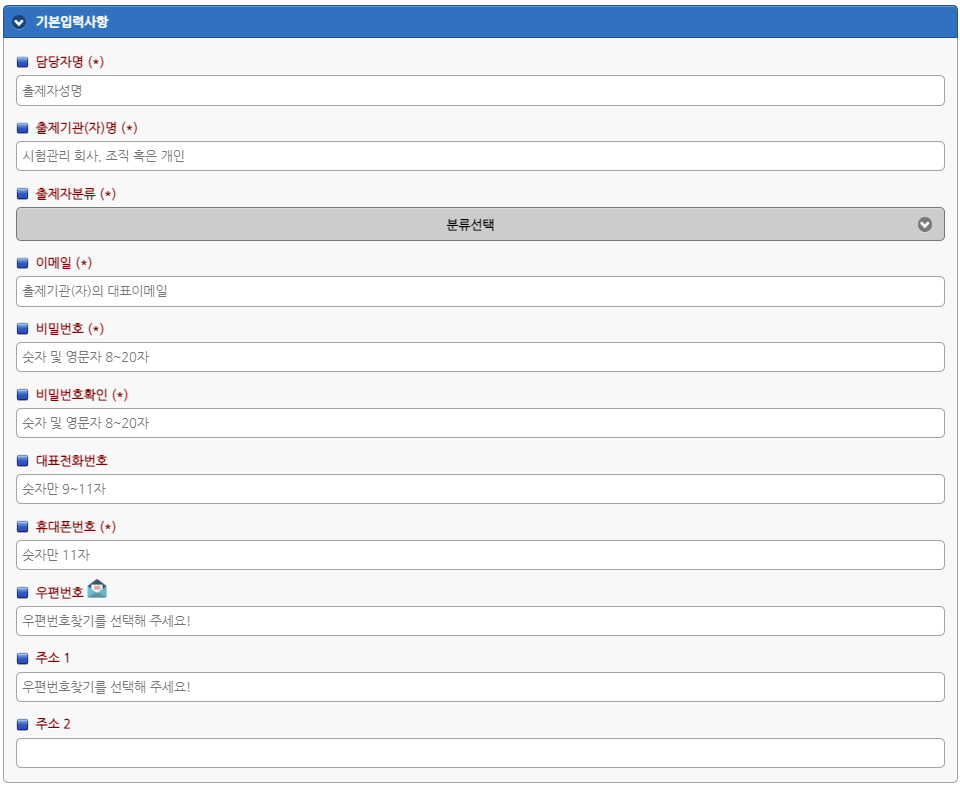 기본입력사항
담당자명 (*)
출제자성명
출제기관(자)명 (*)
시험관리 회사, 조직 혹은 개인
출제자분류 (*)
분류선택
이메일 (*)
출제기관(자)의 대표이메일
비밀번호 (*)
숫자 및 영문자 8~20자
비밀번호확인 (*)
숫자 및 영문자 8~20자
대표전화번호
숫자만 9~11자
휴대폰번호 (*)
숫자만 11자
우편번호
우편번호찾기를 선택해 주세요!
주소 1
우편번호찾기를 선택해 주세요!
주소 2